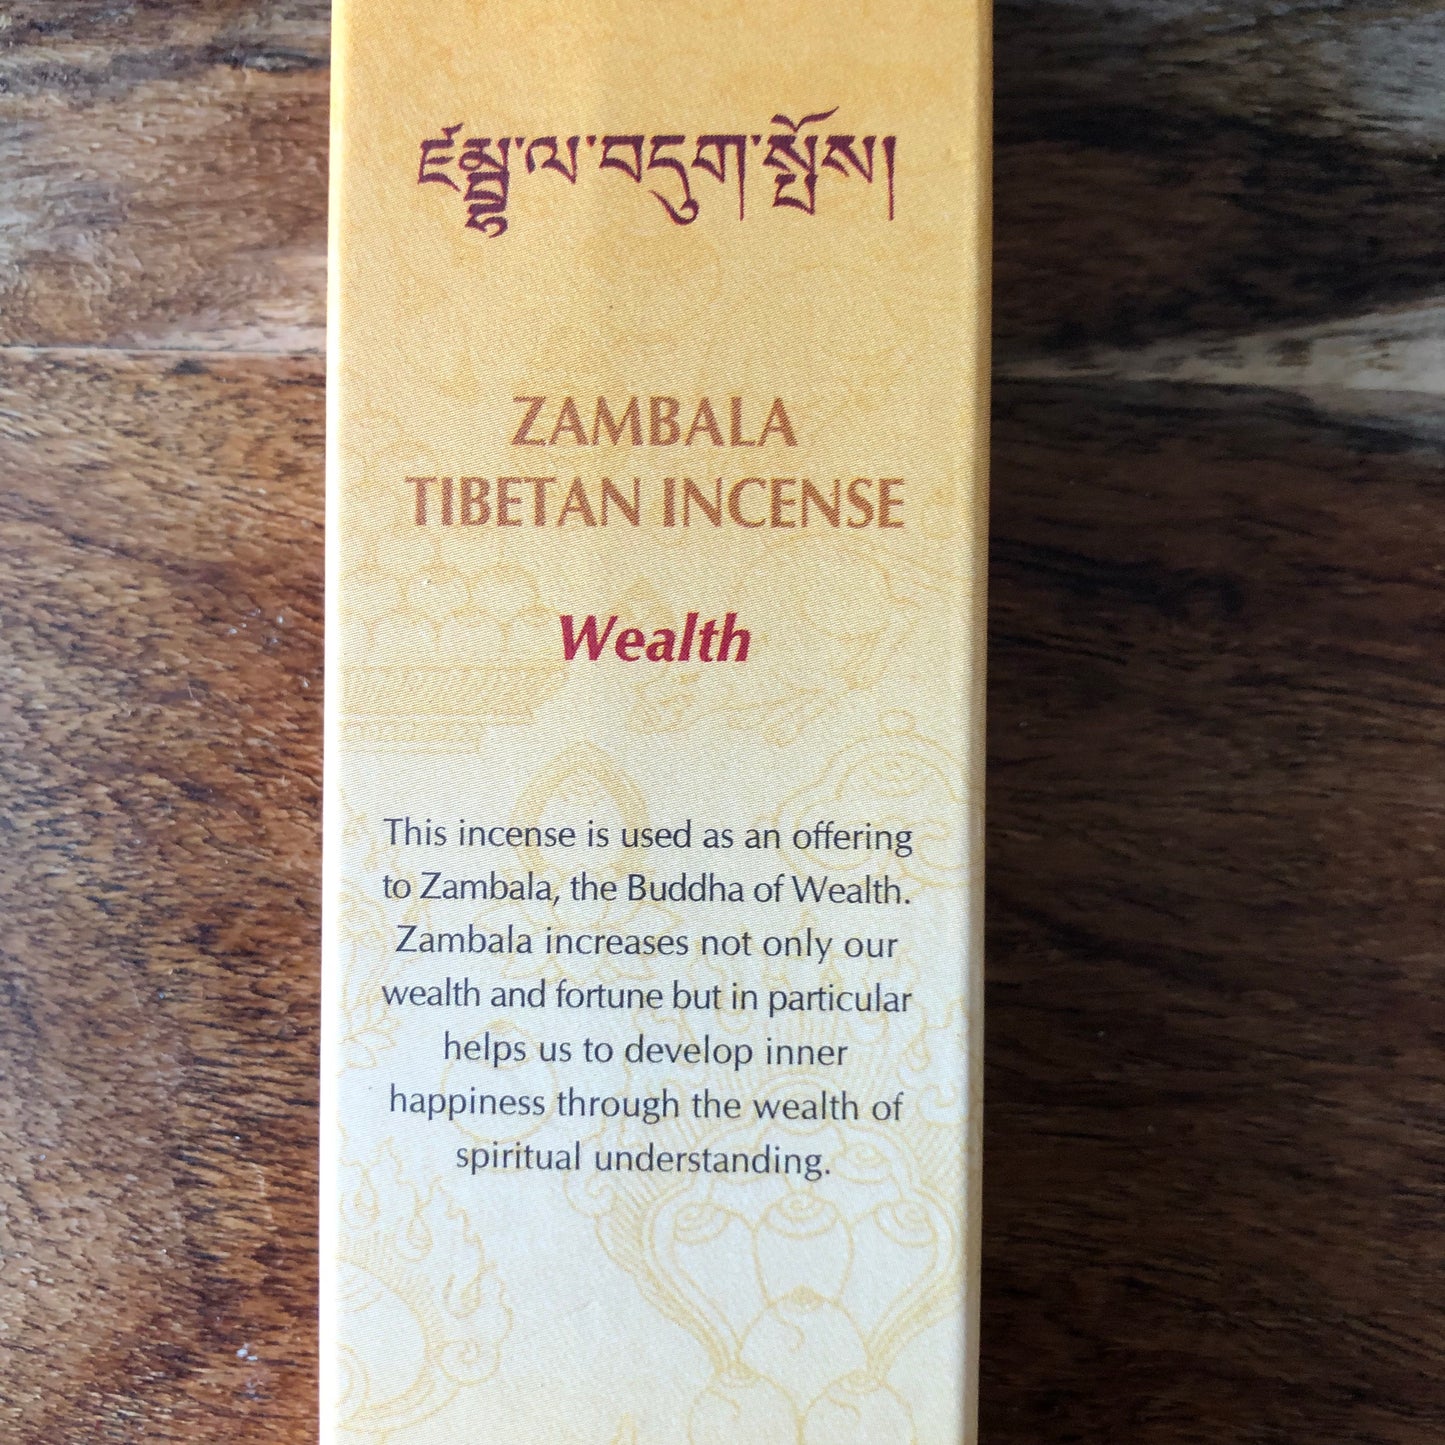 ཛམྦྷ་ལ་བདུག་སྤོས།
ZAMBALA
TIBETAN INCENSE
Wealth
This incense is used as an offering
to Zambala, the Buddha of Wealth.
Zambala increases not only our
wealth and fortune but in particular
helps us to develop inner
happiness through the wealth of
spiritual understanding.